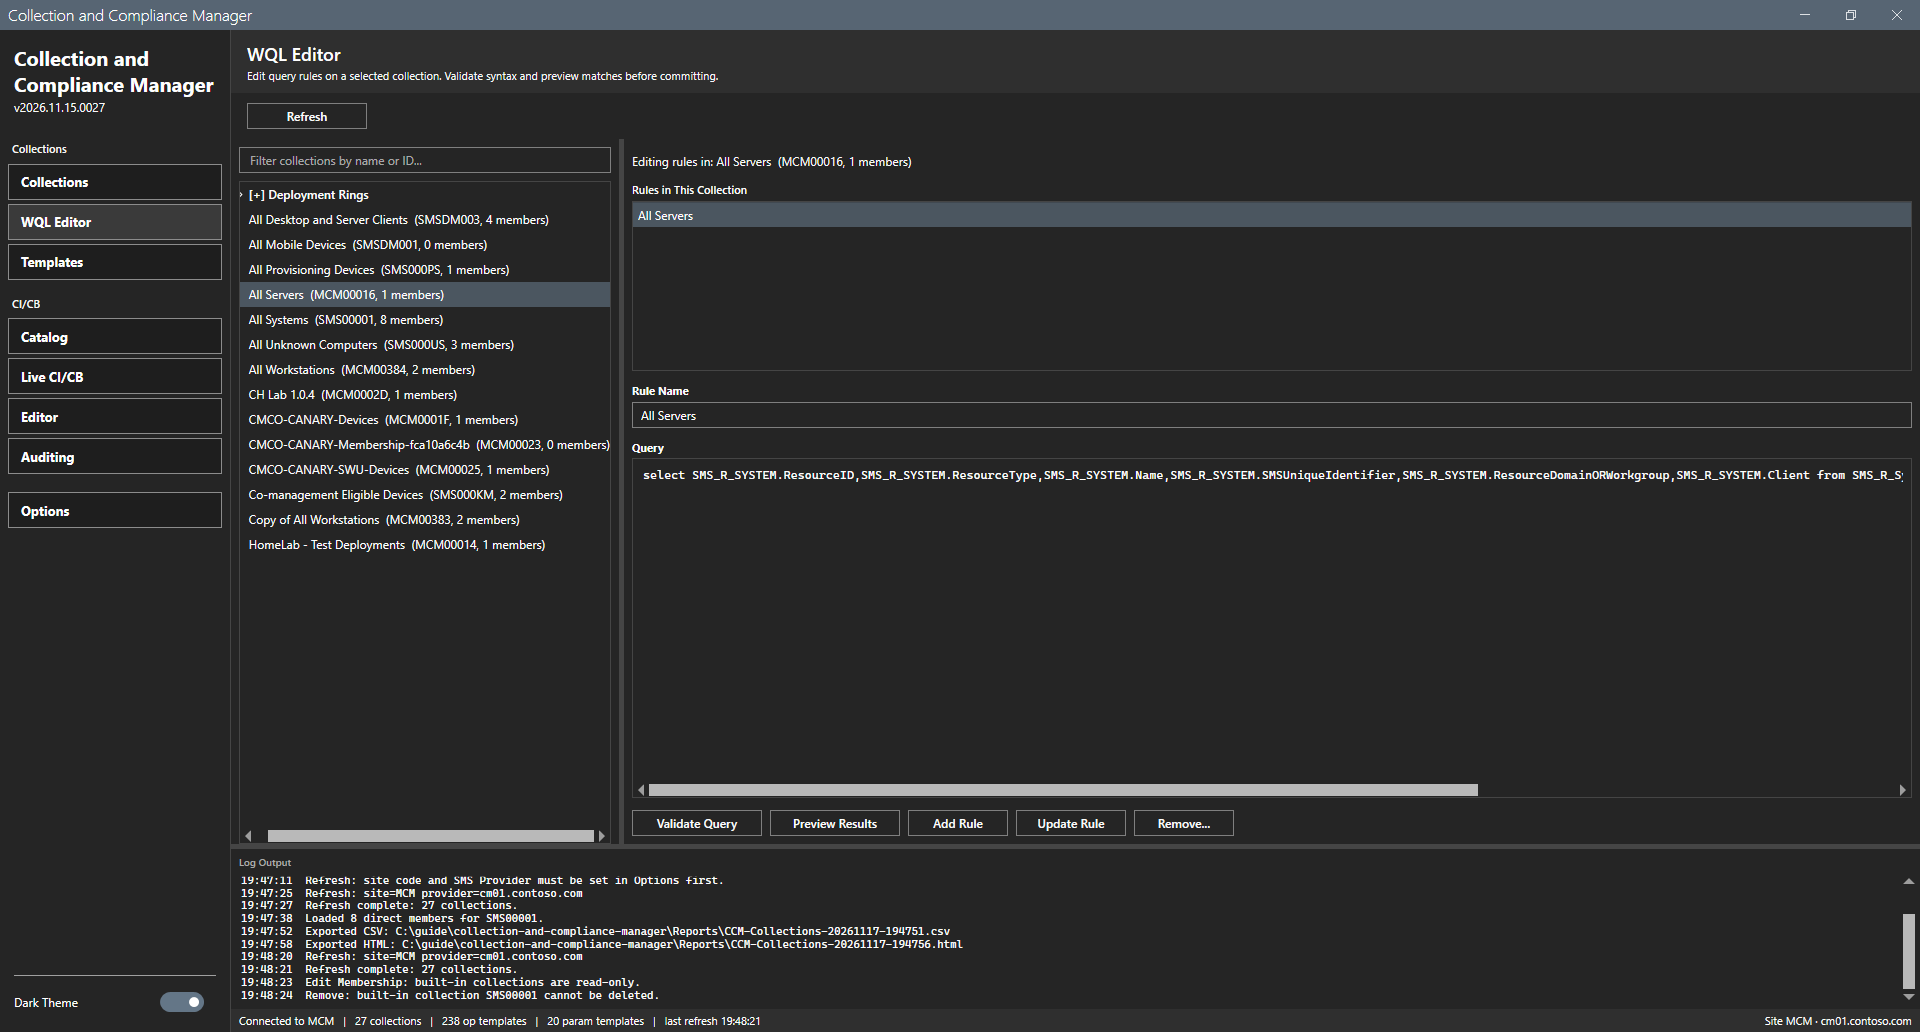 Collection and Compliance Manager
Collection and
Compliance Manager
v2026.11.15.0027
Collections
Collections
WQL Editor
Templates
CI/CB
Catalog
Live CI/CB
Editor
Auditing
Options
Dark Theme
WQL Editor
Edit query rules on a selected collection. Validate syntax and preview matches before committing.
Refresh
Filter collections by name or ID...
[+] Deployment Rings
All Desktop and Server Clients (SMSDM003, 4 members)
All Mobile Devices (SMSDM001, 0 members)
All Provisioning Devices (SMS000PS, 1 members)
All Servers (MCM00016, 1 members)
All Systems (SMS00001, 8 members)
All Unknown Computers (SMS000US, 3 members)
All Workstations (MCM00384, 2 members)
CH Lab 1.0.4 (MCM0002D, 1 members)
CMCO-CANARY-Devices (MCM0001F, 1 members)
CMCO-CANARY-Membership-fca10a6c4b (MCM00023, 0 members)
CMCO-CANARY-SWU-Devices (MCM00025, 1 members)
Co-management Eligible Devices (SMS000KM, 2 members)
Copy of All Workstations (MCM00383, 2 members)
HomeLab - Test Deployments (MCM00014, 1 members)
Editing rules in: All Servers (MCM00016, 1 members)
Rules in This Collection
All Servers
Rule Name
All Servers
Query
select SMS_R_SYSTEM.ResourceID,SMS_R_SYSTEM.ResourceType,SMS_R_SYSTEM.Name,SMS_R_SYSTEM.SMSUniqueIdentifier,SMS_R_SYSTEM.ResourceDomainORWorkgroup,SMS_R_SYSTEM.Client from SMS_R_S
Validate Query
Preview Results
Add Rule
Update Rule
Remove...
Log Output
19:47:11 Refresh: site code and SMS Provider must be set in Options first.
19:47:25 Refresh: site=MCM provider=cm01.contoso.com
19:47:27 Refresh complete: 27 collections.
19:47:38 Loaded 8 direct members for SMS00001.
19:47:52 Exported CSV: C:\guide\collection-and-compliance-manager\Reports\CCM-Collections-20261117-194751.csv
19:47:58 Exported HTML: C:\guide\collection-and-compliance-manager\Reports\CCM-Collections-20261117-194756.html
19:48:20 Refresh: site=MCM provider=cm01.contoso.com
19:48:21 Refresh complete: 27 collections.
19:48:23 Edit Membership: built-in collections are read-only.
19:48:24 Remove: built-in collection SMS00001 cannot be deleted.
Connected to MCM | 27 collections | 238 op templates | 20 param templates | last refresh 19:48:21
Site MCM · cm01.contoso.com